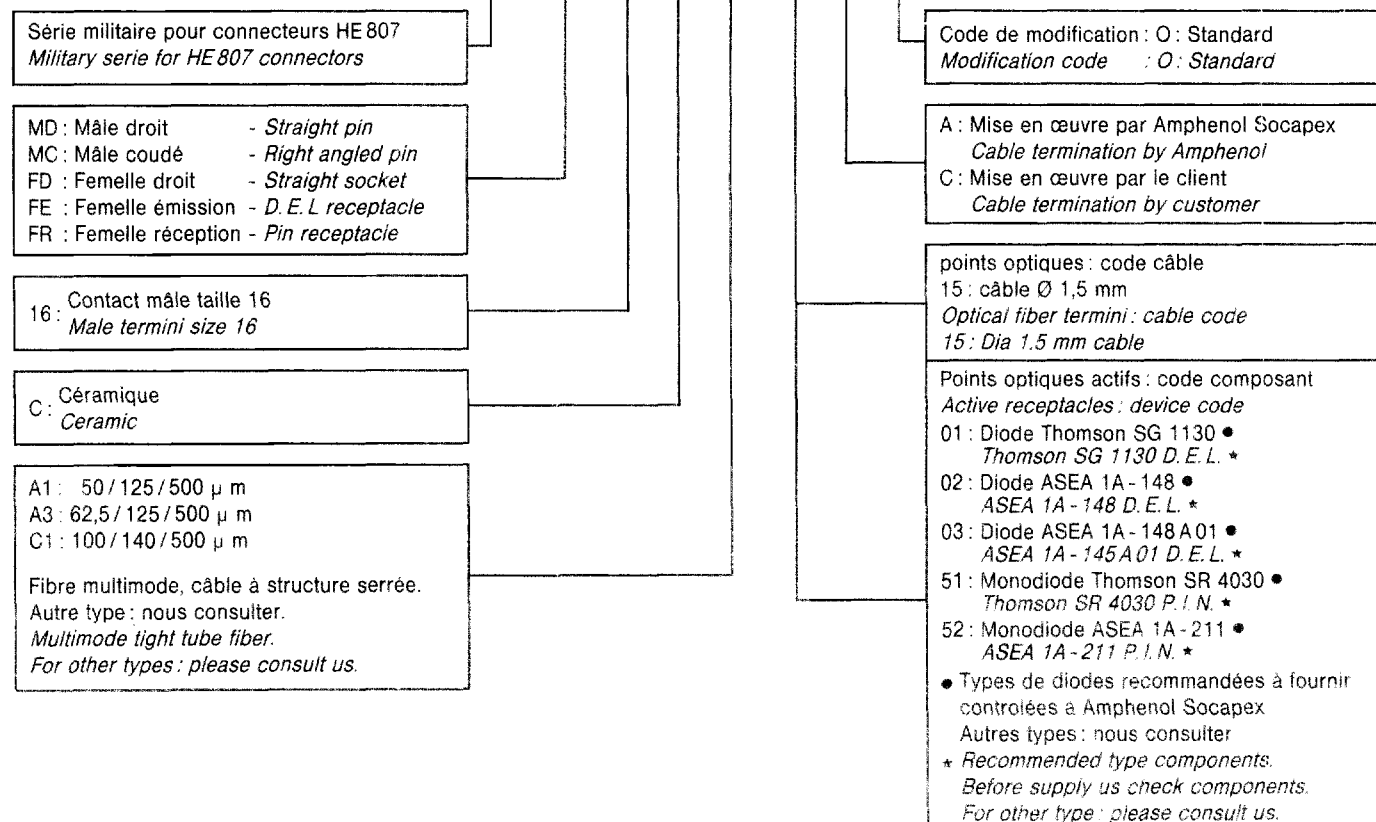 Série militaire pour connecteurs HE 807
Military serie for HE 807 connectors
MD : Mâle droit - Straight pin
MC : Mâle coudé - Right angled pin
FD : Femelle droit - Straight socket
FE : Femelle émission - D. E. L receptacle
FR : Femelle réception - Pin receptacle
16 : Contact mâle taille 16
Male termini size 16
C : Céramique
Ceramic
A1 : 50 / 125 / 500 µ m
A3 : 62,5 / 125 / 500 µ m
C1 : 100 / 140 / 500 µ m
Fibre multimode, câble à structure serrée.
Autre type : nous consulter.
Multimode tight tube fiber.
For other types : please consult us.
Code de modification : O : Standard
Modification code : O : Standard
A : Mise en œuvre par Amphenol Socapex
Cable termination by Amphenol
C : Mise en œuvre par le client
Cable termination by customer
points optiques : code câble
15 : câble Ø 1,5 mm
Optical fiber termini : cable code
15 : Dia 1.5 mm cable
Points optiques actifs : code composant
Active receptacles : device code
01 : Diode Thomson SG 1130 ●
Thomson SG 1130 D. E. L. ★
02 : Diode ASEA 1A - 148 ●
ASEA 1A - 148 D. E. L. ★
03 : Diode ASEA 1A - 148 A 01 ●
ASEA 1A - 145 A 01 D. E. L. ★
51 : Monodiode Thomson SR 4030 ●
Thomson SR 4030 P. I. N. ★
52 : Monodiode ASEA 1A - 211 ●
ASEA 1A - 211 P. I. N. ★
● Types de diodes recommandées à fournir
controlées à Amphenol Socapex
Autres types : nous consulter
★ Recommended type components.
Before supply us check components.
For other type : please consult us.